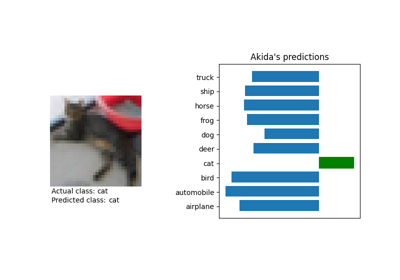 Akida's predictions
truck
ship
horse
frog
dog
deer
cat
bird
automobile
airplane
Actual class: cat
Predicted class: cat